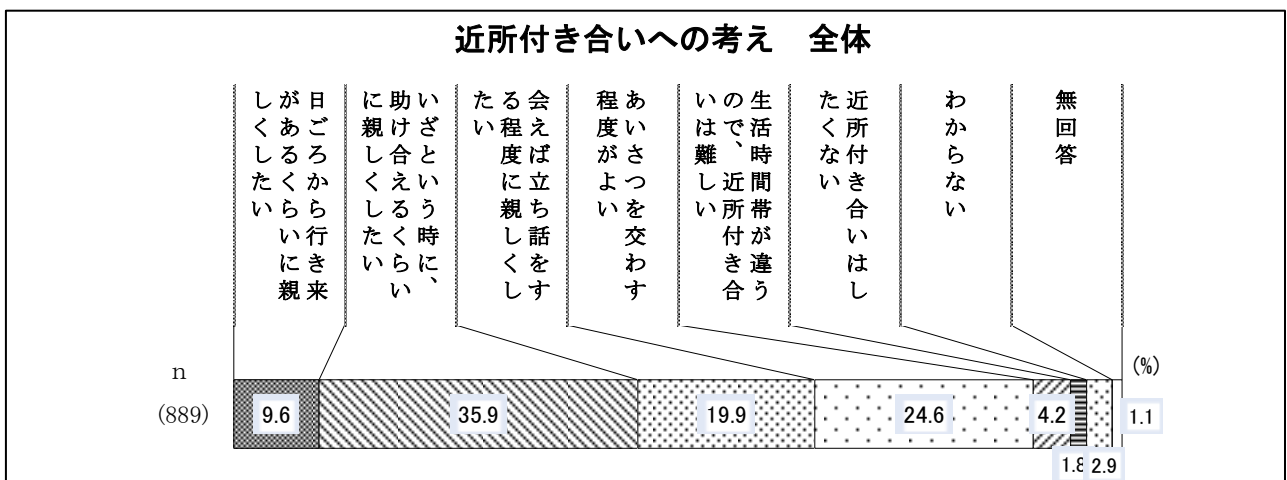 近所付き合いへの考え　全体
日ごろから行き来
があるくらいに親
しくしたい
いざという時に、
助け合えるくらい
に親しくしたい
会えば立ち話をす
る程度に親しくし
たい
あいさつを交わす
程度がよい
生活時間帯が違う
ので、近所付き合
いは難しい
近所付き合いはし
たくない
わからない
無回答
(%)
n
(889)
9.6
35.9
19.9
24.6
4.2
1.8
2.9
1.1